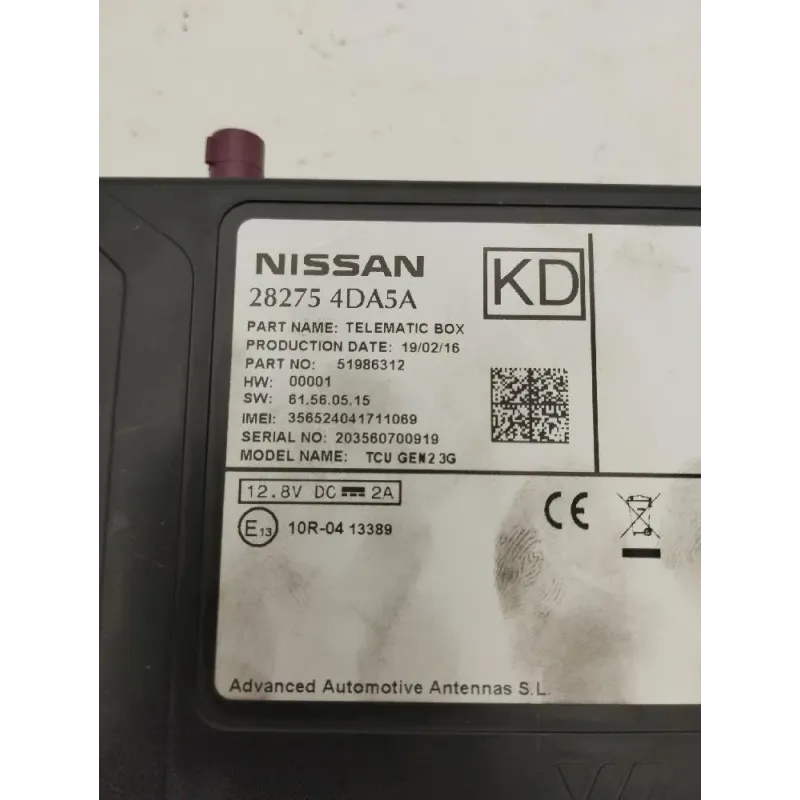 NISSAN
KD
28275 4DA5A
PART NAME: TELEMATIC BOX
PRODUCTION DATE: 19/02/16
PART NO: 51986312
HW: 00001
SW: 61.56.05.15
IMEI: 356524041711069
SERIAL NO: 203560700919
MODEL NAME: TCU GEN2 3G
12.8V DC 2A
E13 10R-04 13389
CE
Advanced Automotive Antennas S.L.